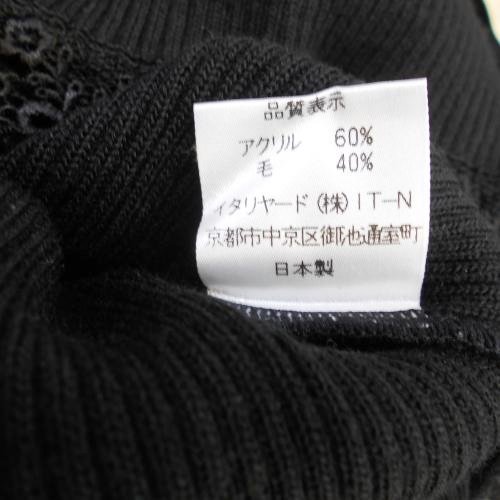 品質表示
アクリル 60%
毛 40%
イタリヤード(株)IT-N
京都市中京区御池通室町
日本製